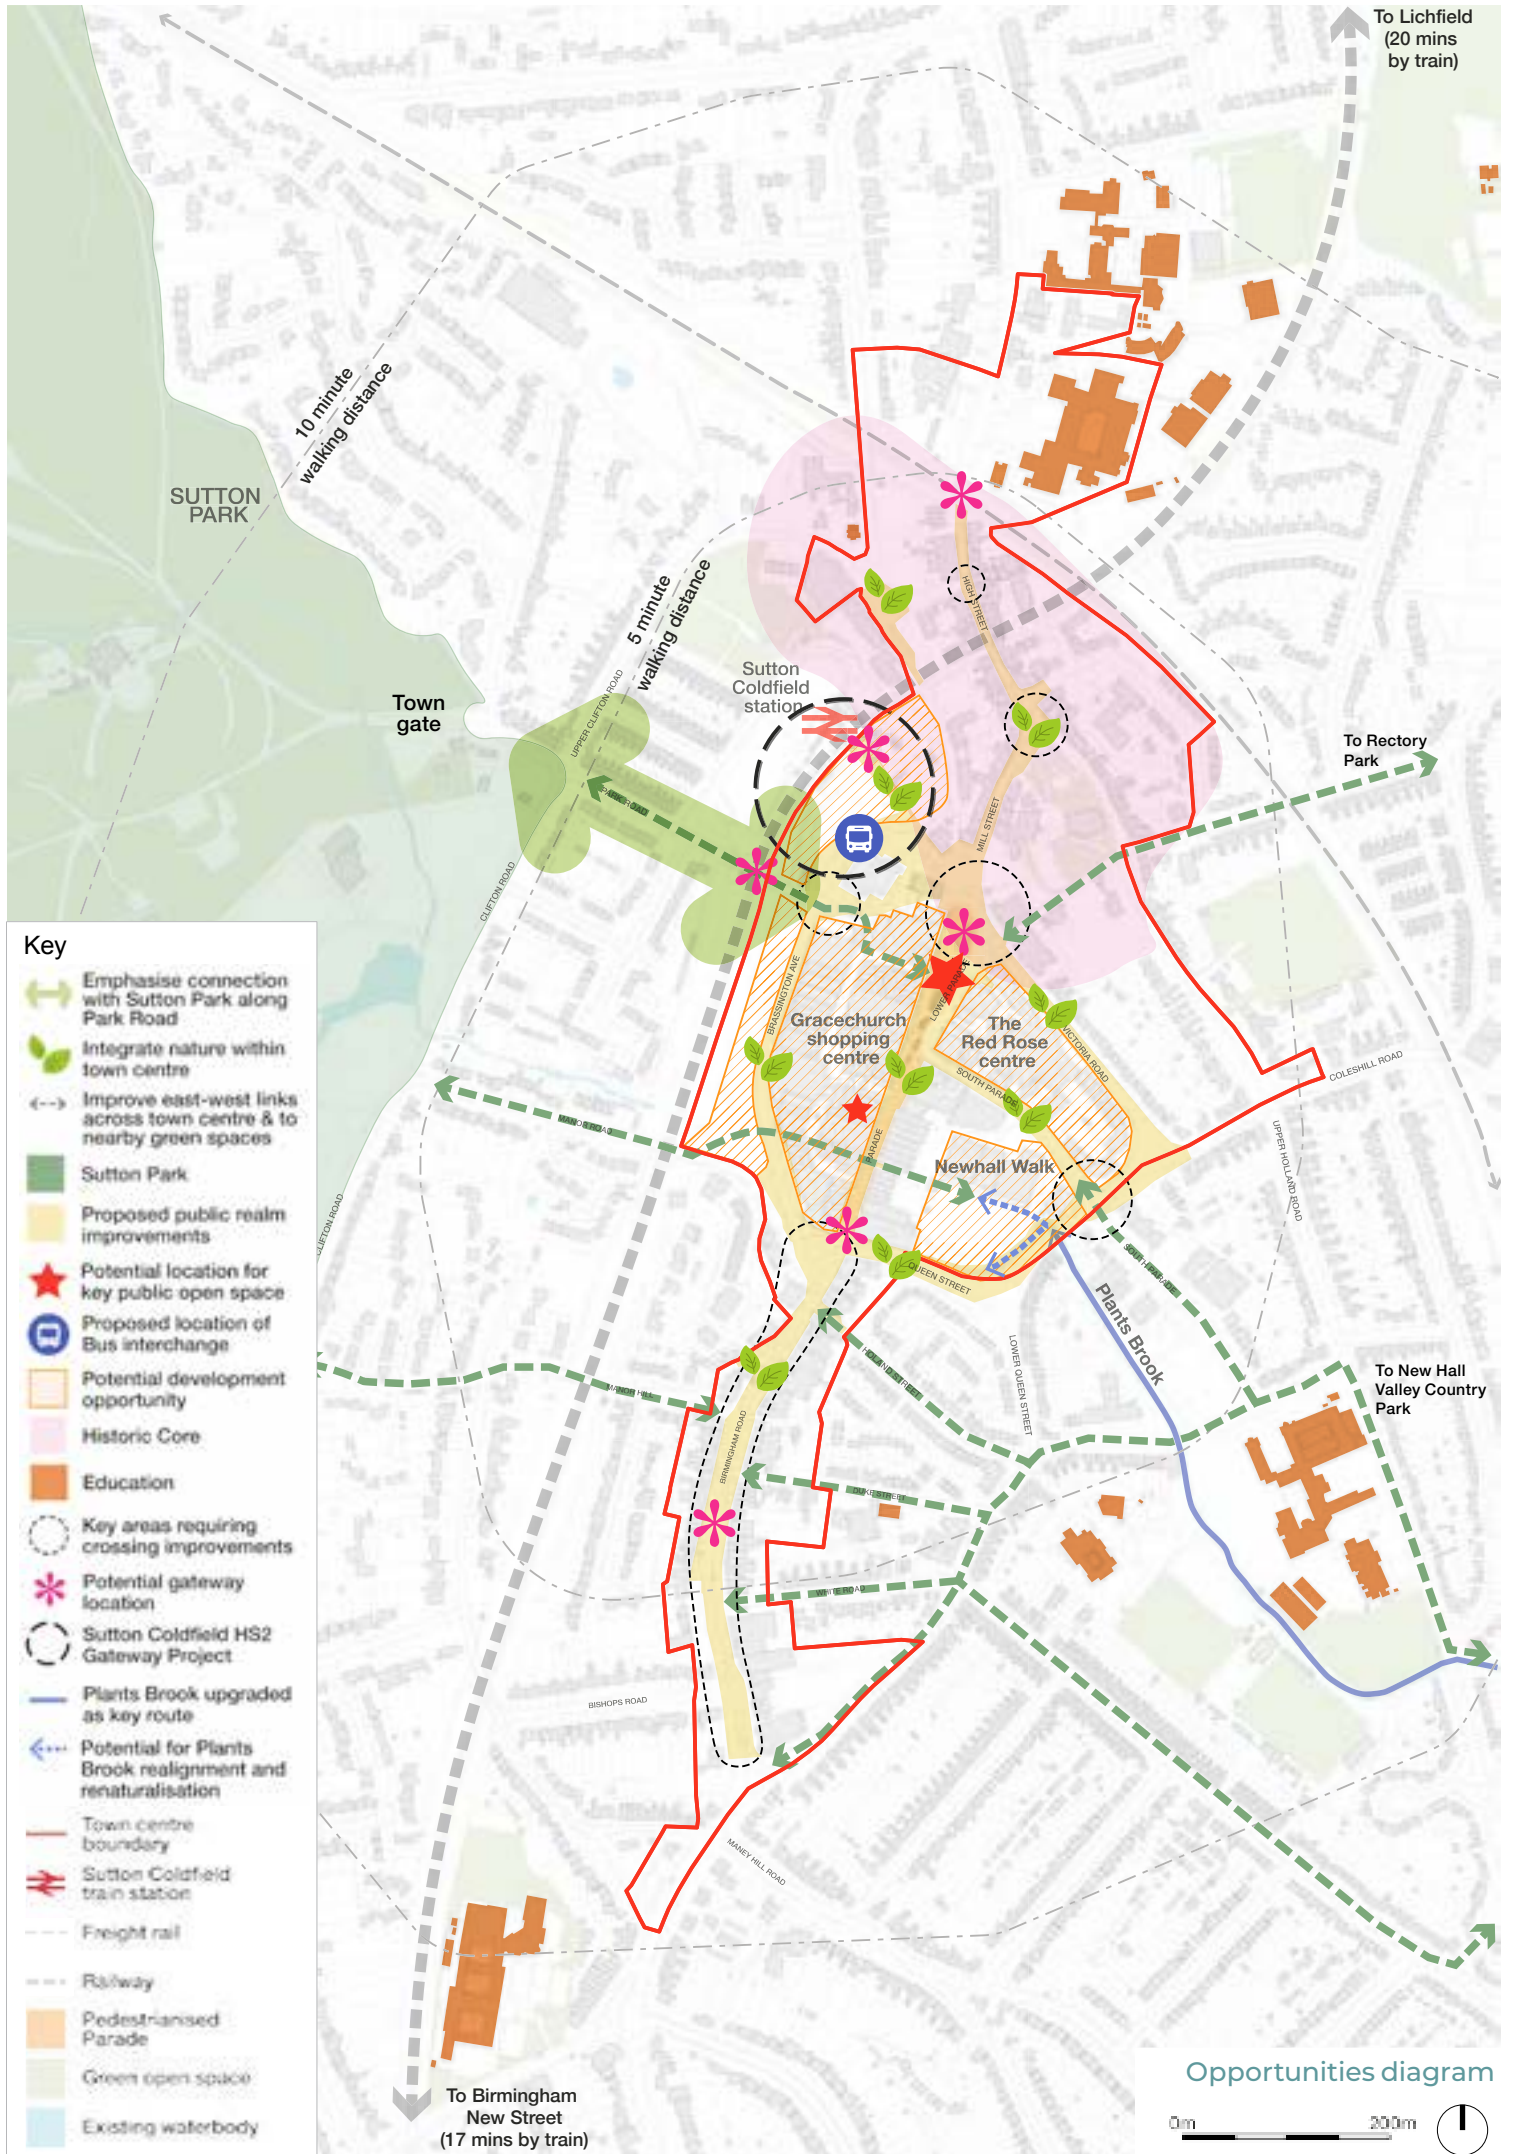 To Lichfield
(20 mins
by train)
10 minute
walking distance
SUTTON
PARK
5 minute
walking distance
HIGH STREET
Sutton
Coldfield
station
UPPER CLIFTON ROAD
Town
gate
To Rectory
Park
PARK ROAD
MILL STREET
CLIFTON ROAD
BRASSINGTON AVE
LOWER PARADE
Gracechurch
shopping
centre
The
Red Rose
centre
VICTORIA ROAD
SOUTH PARADE
COLESHILL ROAD
MANOR ROAD
PARADE
UPPER HOLLAND ROAD
Newhall Walk
CLIFTON ROAD
QUEEN STREET
SOUTH PARADE
Plants Brook
HOLAND STREET
LOWER QUEEN STREET
To New Hall
Valley Country
Park
MANOR HILL
BIRMINGHAM ROAD
DUKE STREET
WHITE ROAD
BISHOPS ROAD
MANEY HILL ROAD
To Birmingham
New Street
(17 mins by train)
Key
Emphasise connection
with Sutton Park along
Park Road
Integrate nature within
town centre
Improve east-west links
across town centre & to
nearby green spaces
Sutton Park
Proposed public realm
improvements
Potential location for
key public open space
Proposed location of
Bus interchange
Potential development
opportunity
Historic Core
Education
Key areas requiring
crossing improvements
Potential gateway
location
Sutton Coldfield HS2
Gateway Project
Plants Brook upgraded
as key route
Potential for Plants
Brook realignment and
renaturalisation
Town centre
boundary
Sutton Coldfield
train station
Freight rail
Railway
Pedestrianised
Parade
Green open space
Existing waterbody
Opportunities diagram
0m 200m